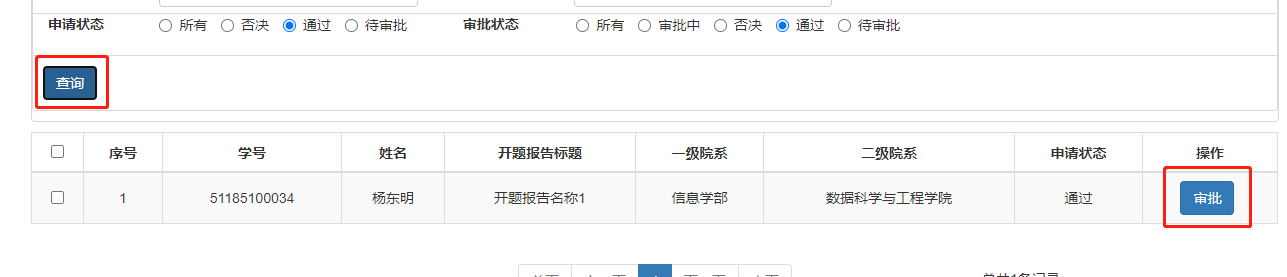 申请状态 所有 否决 通过 待审批 审批状态 所有 审批中 否决 通过 待审批
查询
序号 学号 姓名 开题报告标题 一级院系 二级院系 申请状态 操作
1 51185100034 杨东明 开题报告名称1 信息学部 数据科学与工程学院 通过 审批